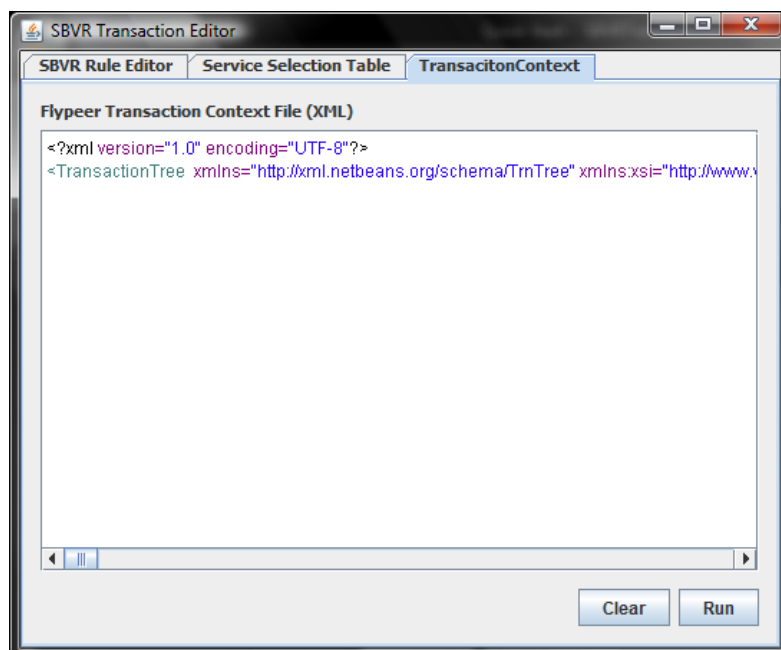 SBVR Transaction Editor
SBVR Rule Editor Service Selection Table TransacitonContext
Flypeer Transaction Context File (XML)
<?xml version="1.0" encoding="UTF-8"?>
<TransactionTree xmlns="http://xml.netbeans.org/schema/TrnTree" xmlns:xsi="http://www.
Clear Run